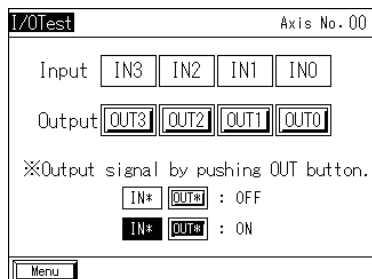 I/OTest Axis No.00
Input IN3 IN2 IN1 IN0
Output OUT3 OUT2 OUT1 OUT0
※Output signal by pushing OUT button.
IN* OUT* : OFF
IN* OUT* : ON
Menu